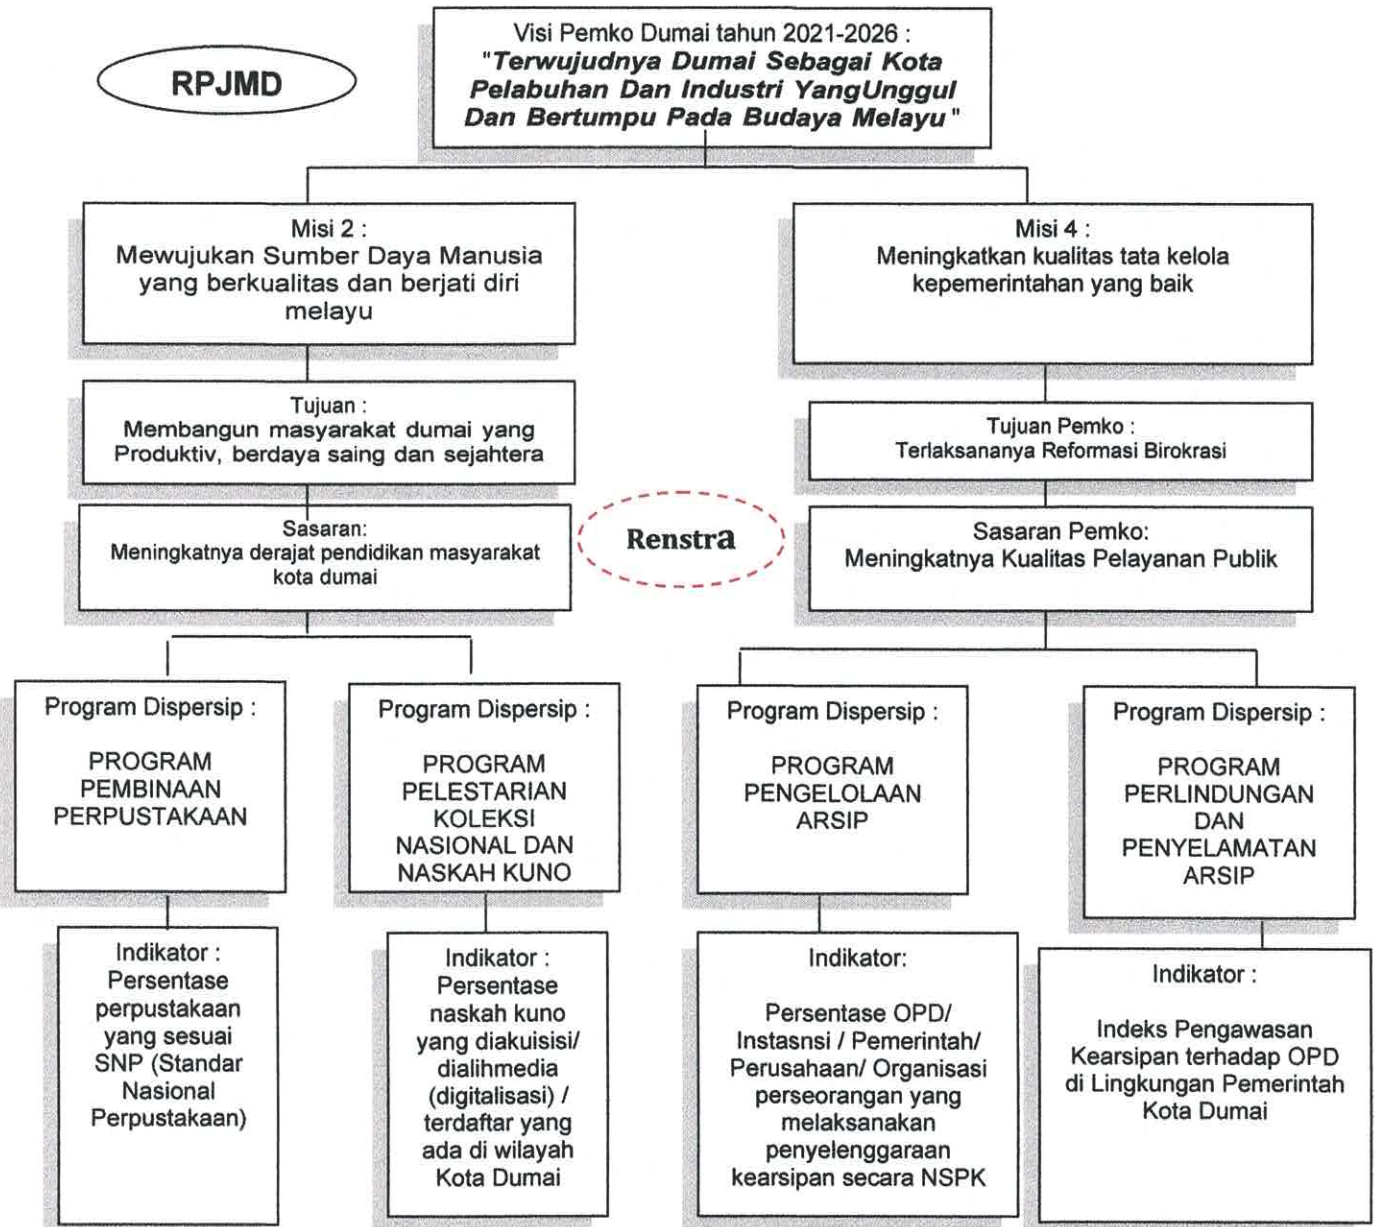 RPJMD
Visi Pemko Dumai tahun 2021-2026 :
"Terwujudnya Dumai Sebagai Kota
Pelabuhan Dan Industri YangUnggul
Dan Bertumpu Pada Budaya Melayu "
Misi 2 :
Mewujukan Sumber Daya Manusia
yang berkualitas dan berjati diri
melayu
Misi 4 :
Meningkatkan kualitas tata kelola
kepemerintahan yang baik
Tujuan :
Membangun masyarakat dumai yang
Produktiv, berdaya saing dan sejahtera
Tujuan Pemko :
Terlaksananya Reformasi Birokrasi
Sasaran:
Meningkatnya derajat pendidikan masyarakat
kota dumai
Renstra
Sasaran Pemko:
Meningkatnya Kualitas Pelayanan Publik
Program Dispersip :
PROGRAM
PEMBINAAN
PERPUSTAKAAN
Program Dispersip :
PROGRAM
PELESTARIAN
KOLEKSI
NASIONAL DAN
NASKAH KUNO
Program Dispersip :
PROGRAM
PENGELOLAAN
ARSIP
Program Dispersip :
PROGRAM
PERLINDUNGAN
DAN
PENYELAMATAN
ARSIP
Indikator :
Persentase
perpustakaan
yang sesuai
SNP (Standar
Nasional
Perpustakaan)
Indikator :
Persentase
naskah kuno
yang diakuisisi/
dialihmedia
(digitalisasi) /
terdaftar yang
ada di wilayah
Kota Dumai
Indikator:
Persentase OPD/
Instasnsi / Pemerintah/
Perusahaan/ Organisasi
perseorangan yang
melaksanakan
penyelenggaraan
kearsipan secara NSPK
Indikator :
Indeks Pengawasan
Kearsipan terhadap OPD
di Lingkungan Pemerintah
Kota Dumai